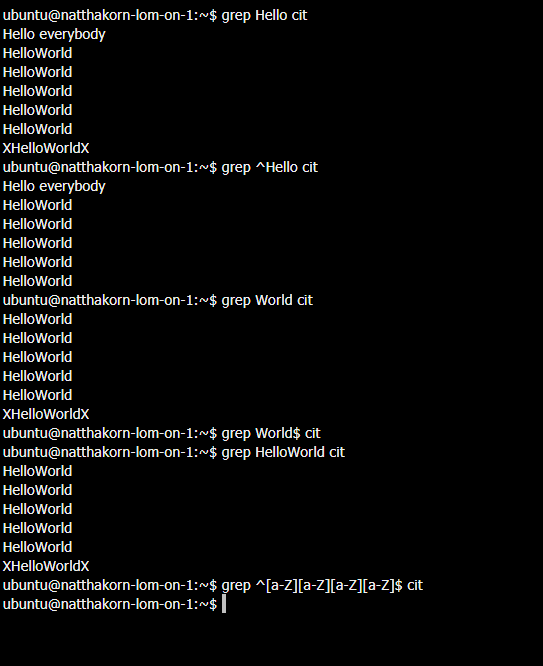 ubuntu@natthakorn-lom-on-1:~$ grep Hello cit
Hello everybody
HelloWorld
HelloWorld
HelloWorld
HelloWorld
HelloWorld
XHelloWorldX
ubuntu@natthakorn-lom-on-1:~$ grep ^Hello cit
Hello everybody
HelloWorld
HelloWorld
HelloWorld
HelloWorld
HelloWorld
ubuntu@natthakorn-lom-on-1:~$ grep World cit
HelloWorld
HelloWorld
HelloWorld
HelloWorld
HelloWorld
XHelloWorldX
ubuntu@natthakorn-lom-on-1:~$ grep World$ cit
ubuntu@natthakorn-lom-on-1:~$ grep HelloWorld cit
HelloWorld
HelloWorld
HelloWorld
HelloWorld
HelloWorld
XHelloWorldX
ubuntu@natthakorn-lom-on-1:~$ grep ^[a-Z][a-Z][a-Z][a-Z]$ cit
ubuntu@natthakorn-lom-on-1:~$